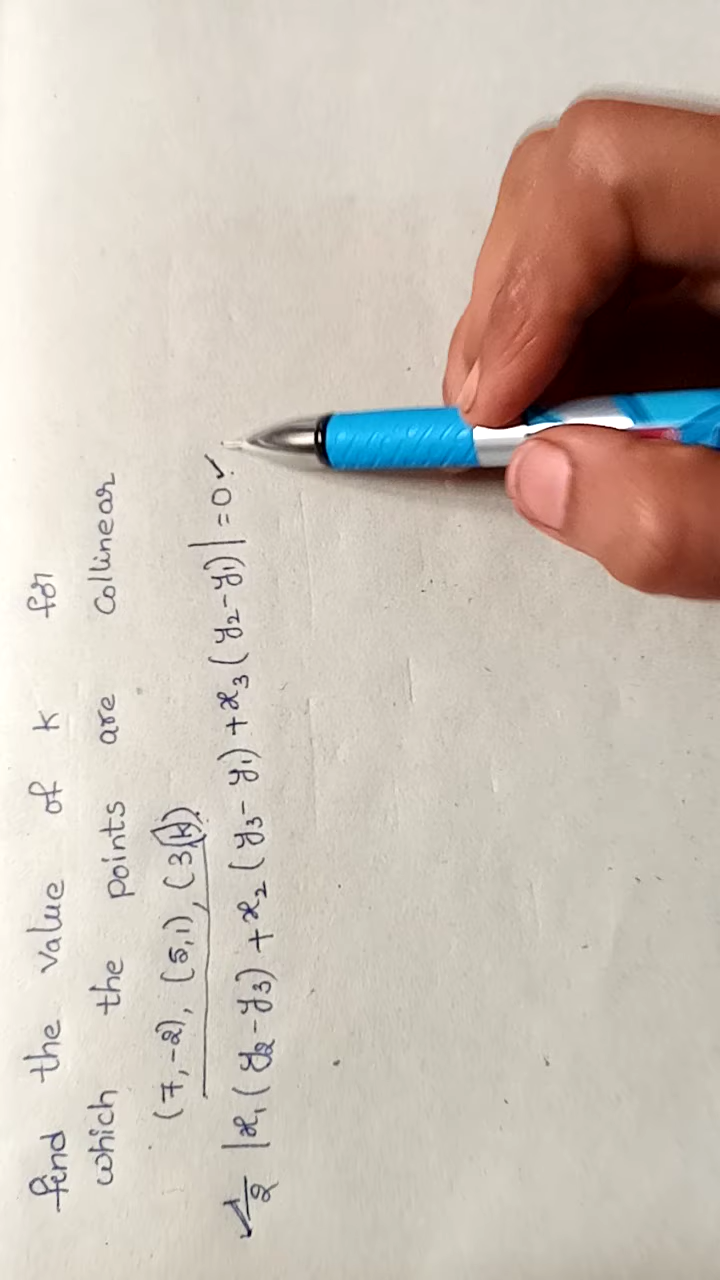 find the value of k for
which the points are collinear
(7,-2), (5,1), (3,k)
✓ 1/2 |x₁(y₂-y₃)+x₂(y₃-y₁)+x₃(y₂-y₁)|=0✓